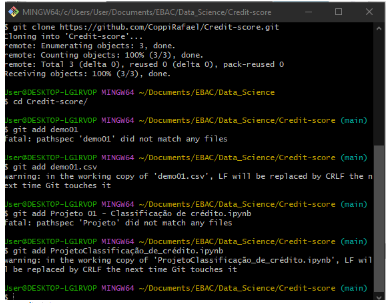 MINGW64:/c/Users/User/Documents/EBAC/Data_Science/Credit-score
$ git clone https://github.com/CoppiRafael/Credit-score.git
Cloning into 'Credit-score'...
remote: Enumerating objects: 3, done.
remote: Counting objects: 100% (3/3), done.
remote: Total 3 (delta 0), reused 0 (delta 0), pack-reused 0
Receiving objects: 100% (3/3), done.
User@DESKTOP-LG1RVOP MINGW64 ~/Documents/EBAC/Data_Science
$ cd Credit-score/
User@DESKTOP-LG1RVOP MINGW64 ~/Documents/EBAC/Data_Science/Credit-score (main)
$ git add demo01
fatal: pathspec 'demo01' did not match any files
User@DESKTOP-LG1RVOP MINGW64 ~/Documents/EBAC/Data_Science/Credit-score (main)
$ git add demo01.csv
warning: in the working copy of 'demo01.csv', LF will be replaced by CRLF the n
ext time Git touches it
User@DESKTOP-LG1RVOP MINGW64 ~/Documents/EBAC/Data_Science/Credit-score (main)
$ git add Projeto 01 - Classificação de crédito.ipynb
fatal: pathspec 'Projeto' did not match any files
User@DESKTOP-LG1RVOP MINGW64 ~/Documents/EBAC/Data_Science/Credit-score (main)
$ git add ProjetoClassificação_de_crédito.ipynb
warning: in the working copy of 'ProjetoClassificação_de_crédito.ipynb', LF wil
l be replaced by CRLF the next time Git touches it
User@DESKTOP-LG1RVOP MINGW64 ~/Documents/EBAC/Data_Science/Credit-score (main)
$